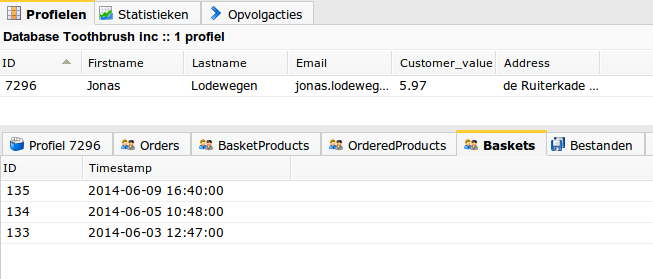 Profielen Statistieken Opvolgacties
Database Toothbrush inc :: 1 profiel
ID Firstname Lastname Email Customer_value Address
7296 Jonas Lodewegen jonas.lodeweg... 5.97 de Ruiterkade ...
Profiel 7296 Orders BasketProducts OrderedProducts Baskets Bestanden
ID Timestamp
135 2014-06-09 16:40:00
134 2014-06-05 10:48:00
133 2014-06-03 12:47:00